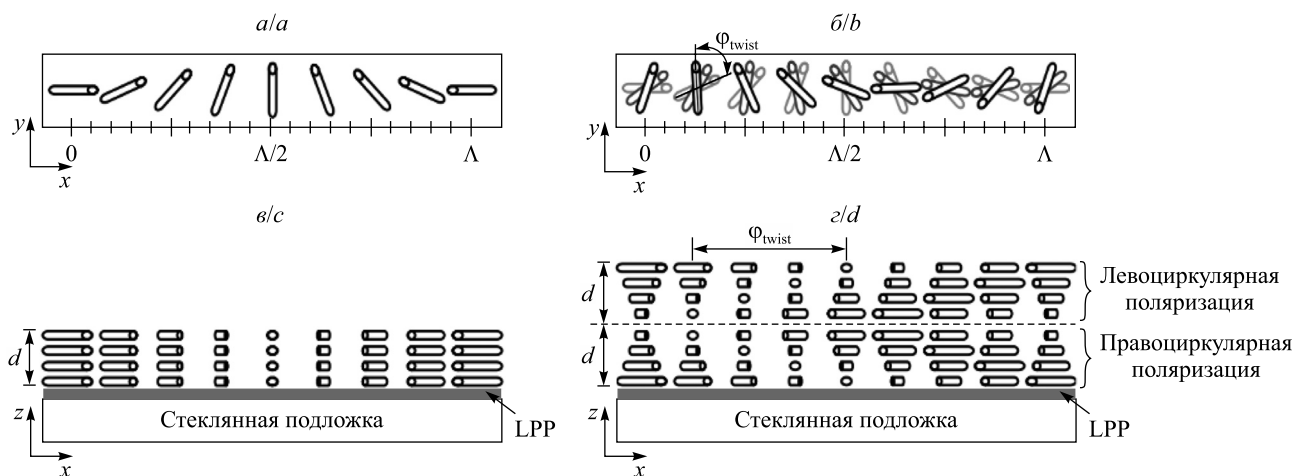 а/a
y
0
Λ/2
Λ
x
б/b
φtwist
y
0
Λ/2
Λ
x
в/c
d
z
Стеклянная подложка
LPP
x
г/d
φtwist
d
d
Левоциркулярная
поляризация
Правоциркулярная
поляризация
z
Стеклянная подложка
LPP
x